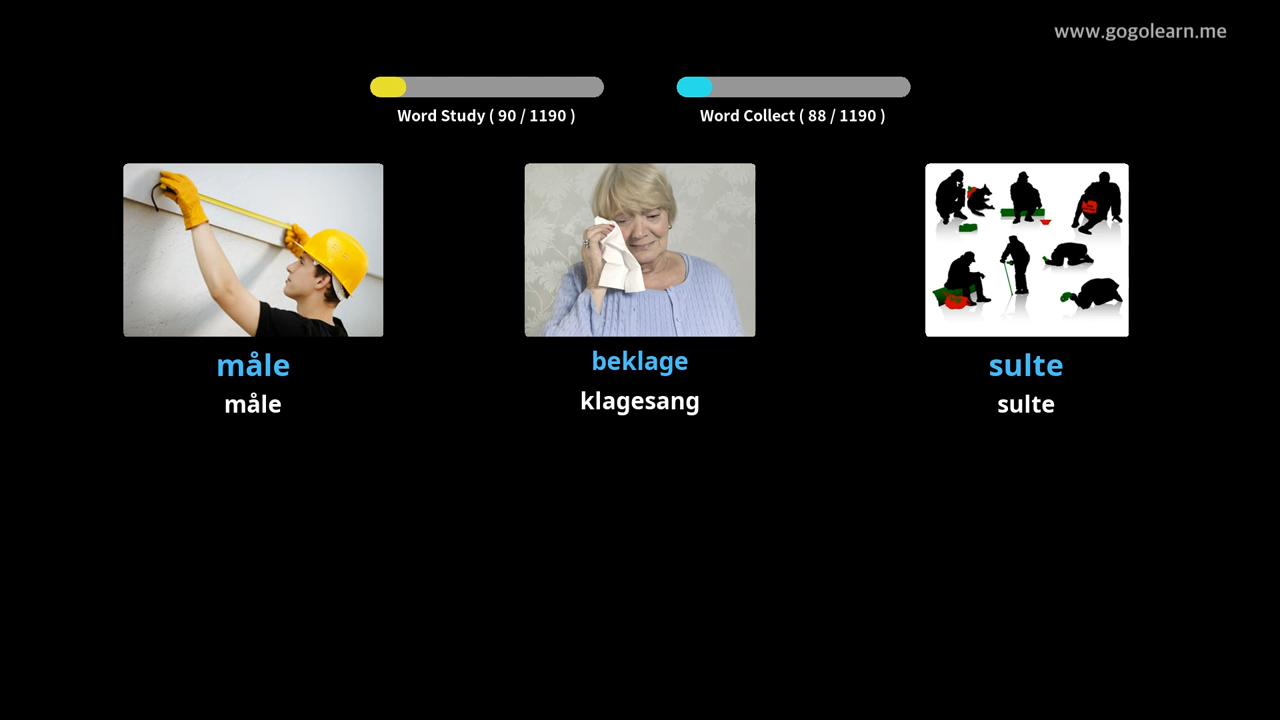 www.gogolearn.me
Word Study ( 90 / 1190 )
Word Collect ( 88 / 1190 )
måle
måle
beklage
klagesang
sulte
sulte